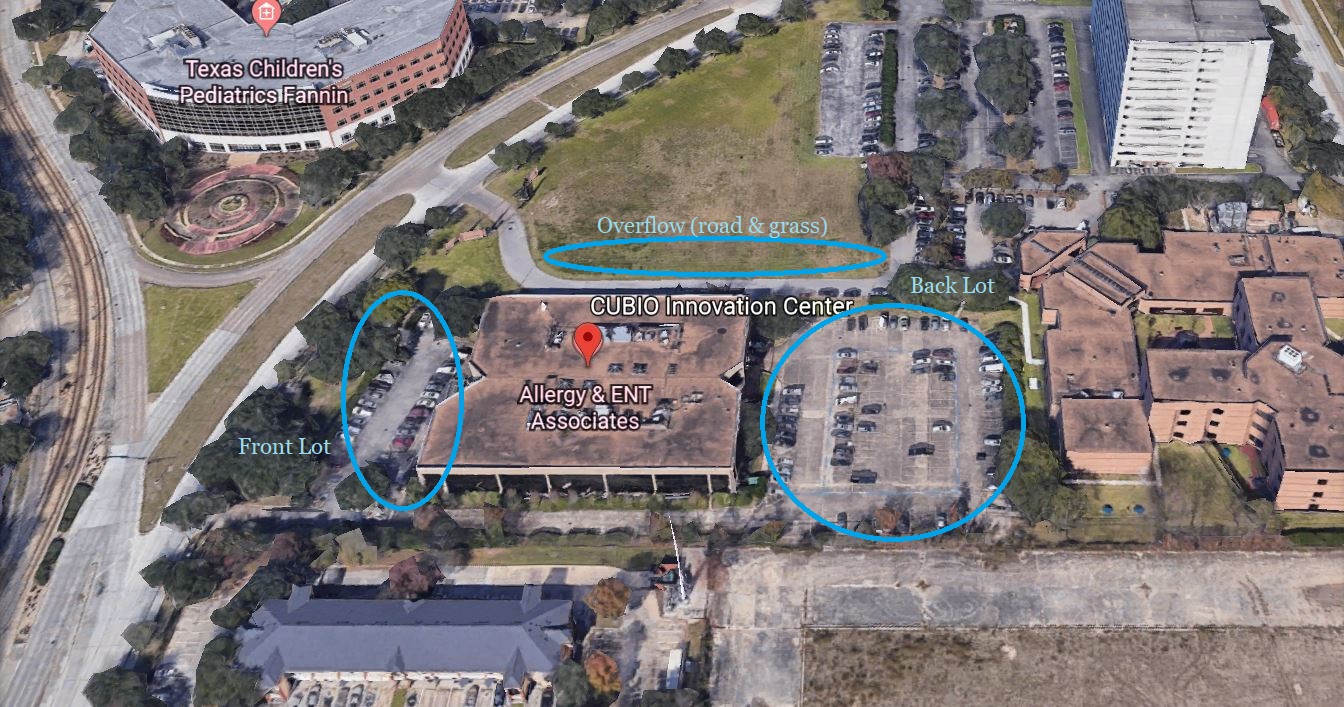 Texas Children's
Pediatrics Fannin
Overflow (road & grass)
Back Lot
CUBIO Innovation Center
Allergy & ENT
Associates
Front Lot